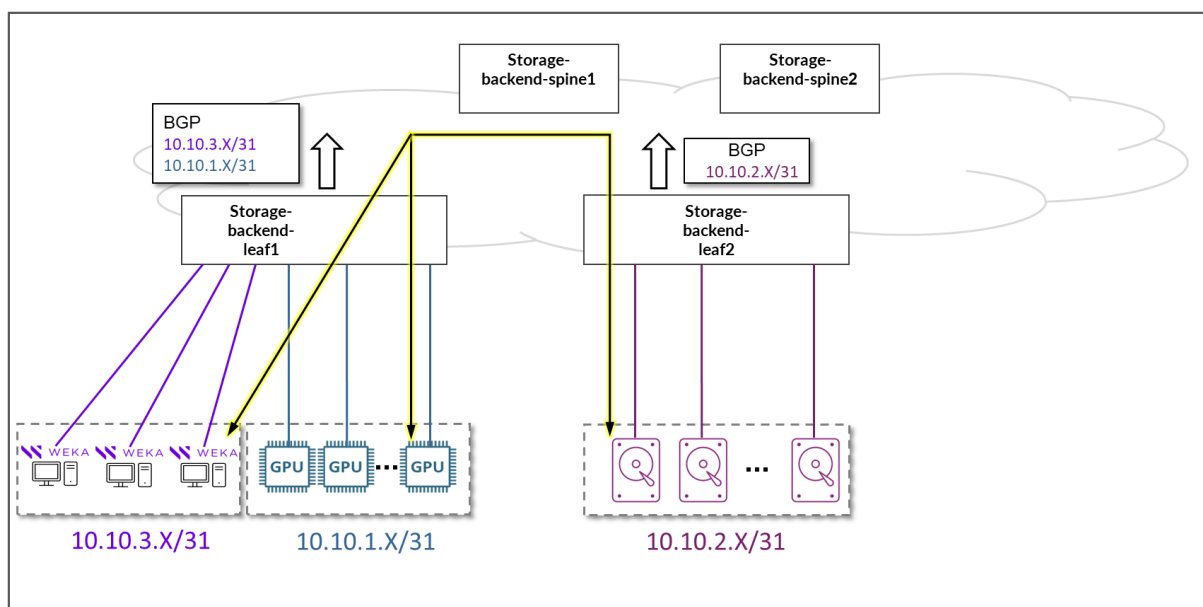 Storage-
backend-spine1
Storage-
backend-spine2
BGP
10.10.3.X/31
10.10.1.X/31
BGP
10.10.2.X/31
Storage-
backend-
leaf1
Storage-
backend-
leaf2
WEKA
WEKA
WEKA
GPU
GPU
...
GPU
...
10.10.3.X/31
10.10.1.X/31
10.10.2.X/31